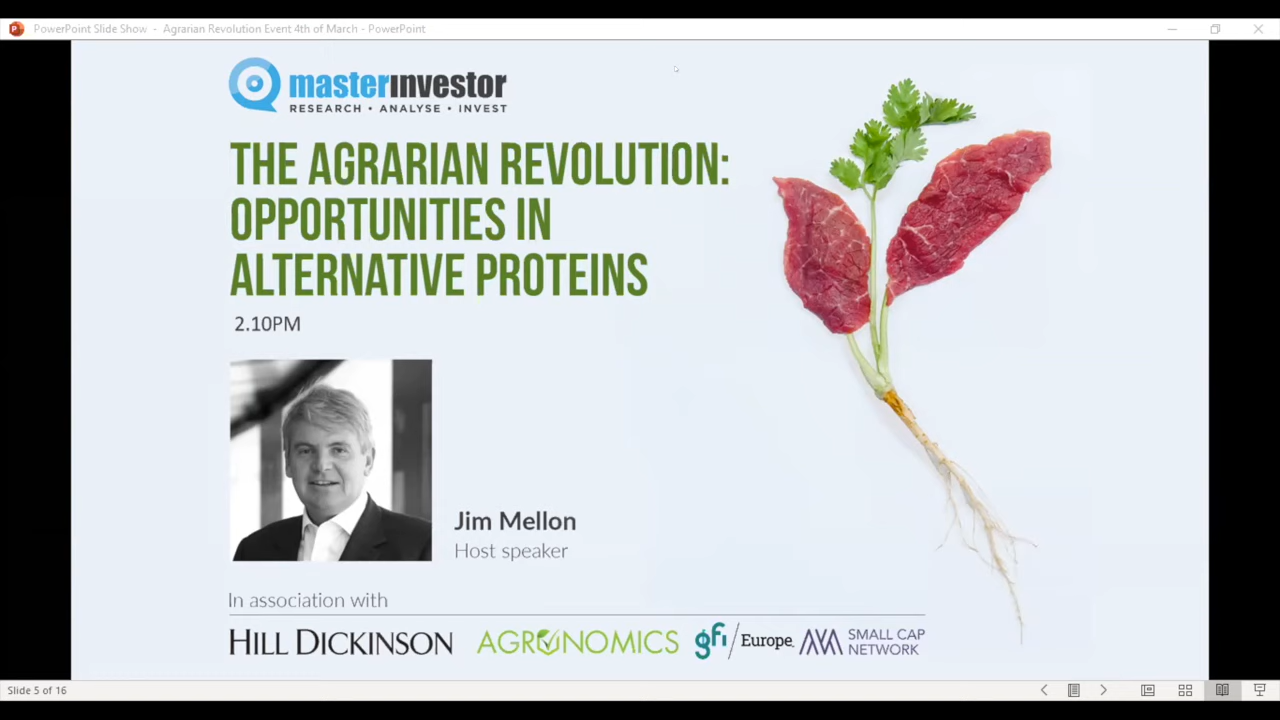 PowerPoint Slide Show - Agrarian Revolution Event 4th of March - PowerPoint
masterinvestor
RESEARCH • ANALYSE • INVEST
THE AGRARIAN REVOLUTION:
OPPORTUNITIES IN
ALTERNATIVE PROTEINS
2.10PM
Jim Mellon
Host speaker
In association with
HILL DICKINSON
AGRONOMICS
gfi/Europe.
SMALL CAP
NETWORK
Slide 5 of 16